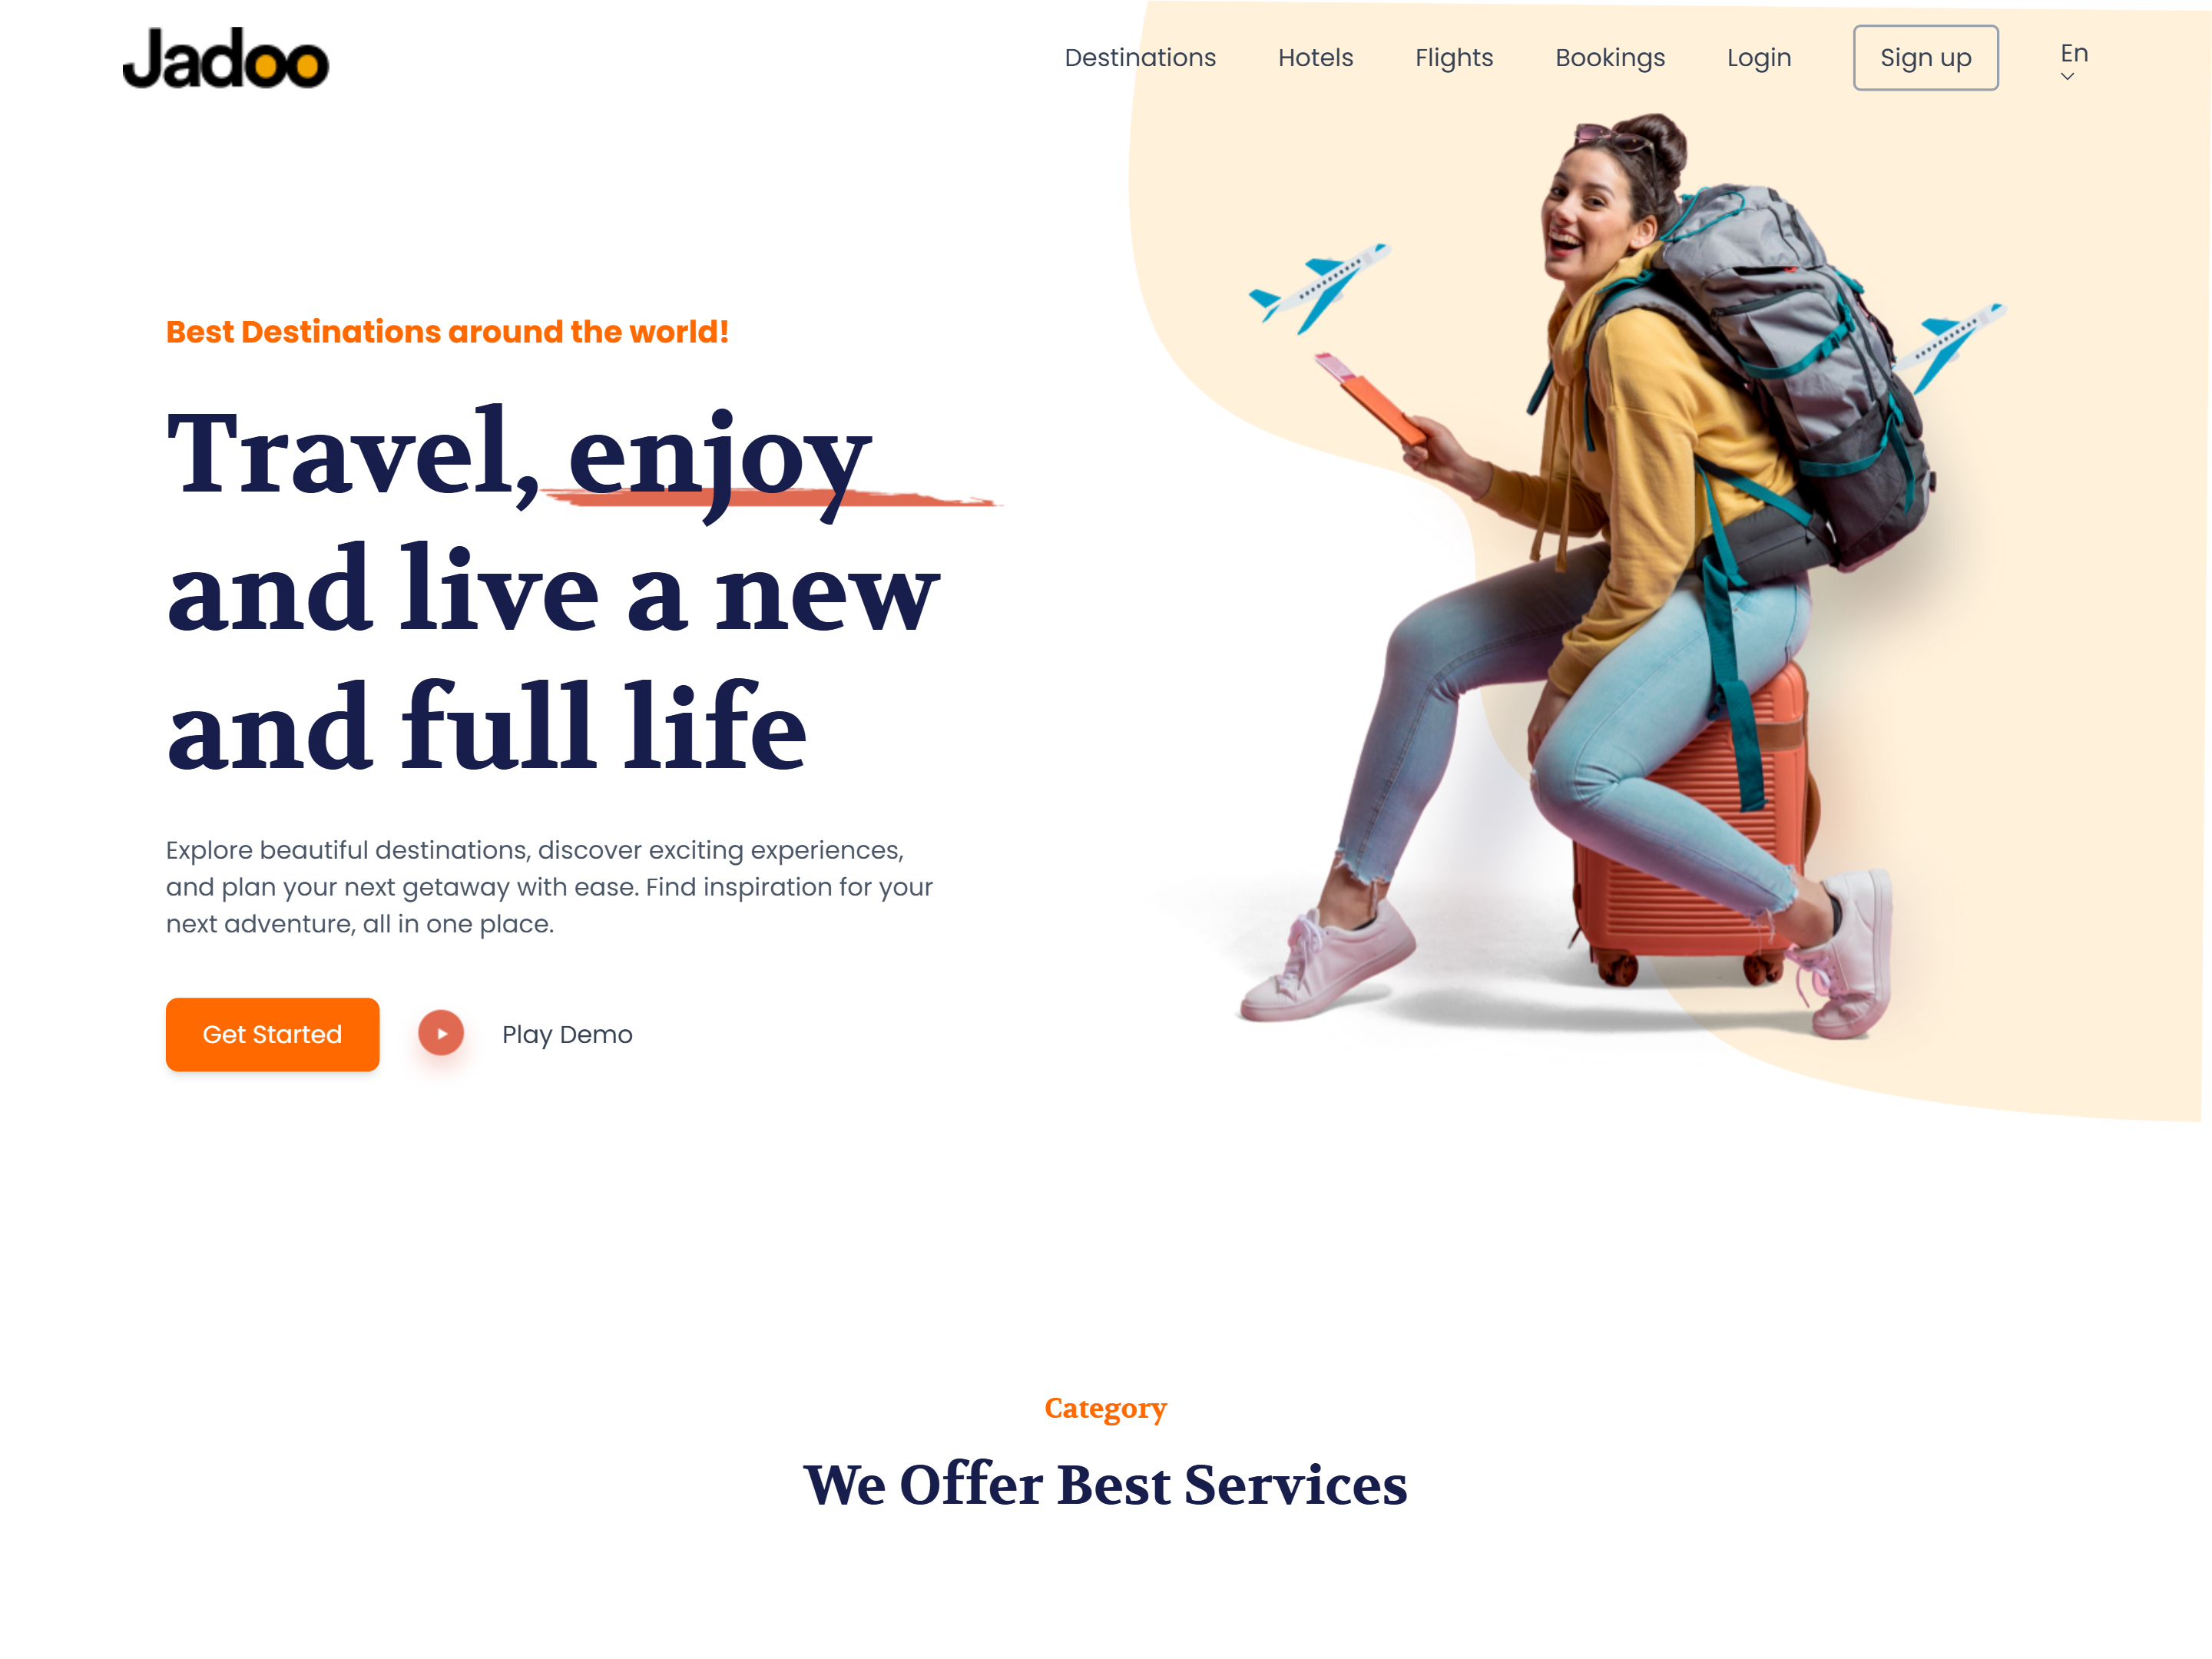 Jadoo
Destinations
Hotels
Flights
Bookings
Login
Sign up
En
Best Destinations around the world!
Travel, enjoy
and live a new
and full life
Explore beautiful destinations, discover exciting experiences,
and plan your next getaway with ease. Find inspiration for your
next adventure, all in one place.
Get Started
Play Demo
Category
We Offer Best Services